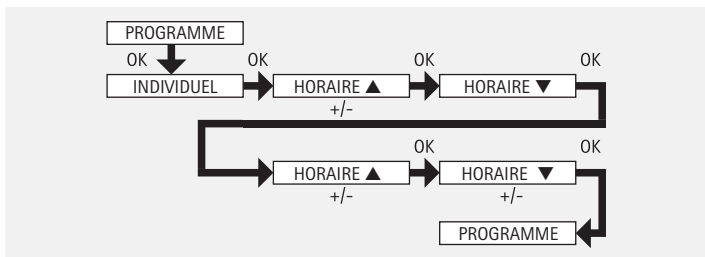 PROGRAMME
OK OK OK OK
INDIVIDUEL HORAIRE ▲ HORAIRE ▼
+/-
OK OK
HORAIRE ▲ HORAIRE ▼
+/- +/-
PROGRAMME